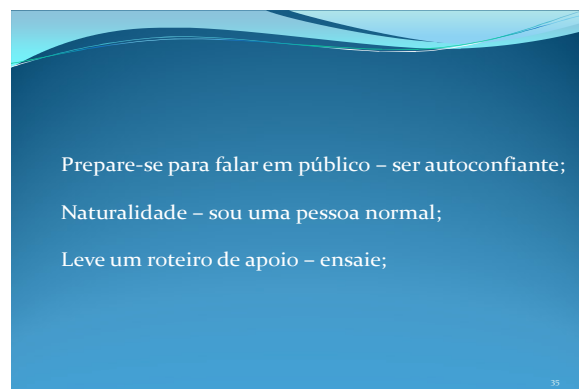 Prepare-se para falar em público – ser autoconfiante;
Naturalidade – sou uma pessoa normal;
Leve um roteiro de apoio – ensaie;
35